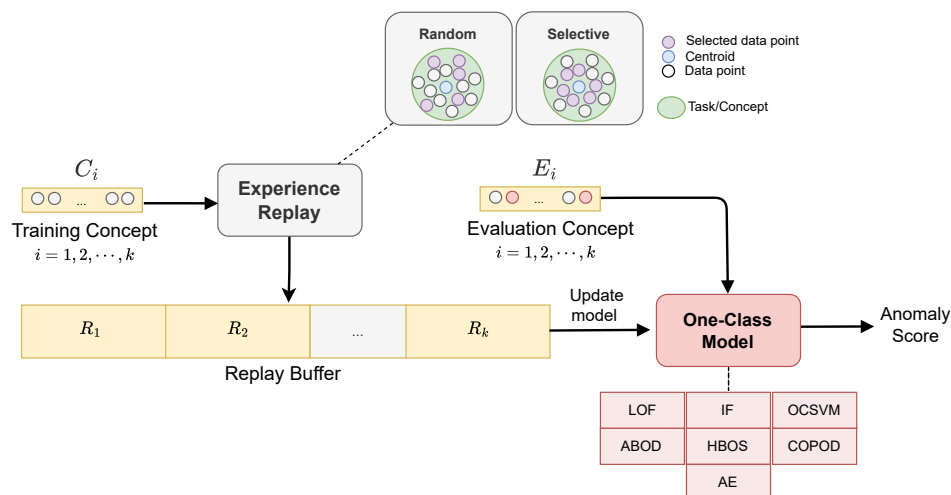 Random
Selective
Selected data point
Centroid
Data point
Task/Concept
C_i
...
Training Concept
i = 1, 2, ⋯, k
Experience
Replay
E_i
...
Evaluation Concept
i = 1, 2, ⋯, k
R_1
R_2
...
R_k
Replay Buffer
Update
model
One-Class
Model
Anomaly
Score
LOF
IF
OCSVM
ABOD
HBOS
COPOD
AE